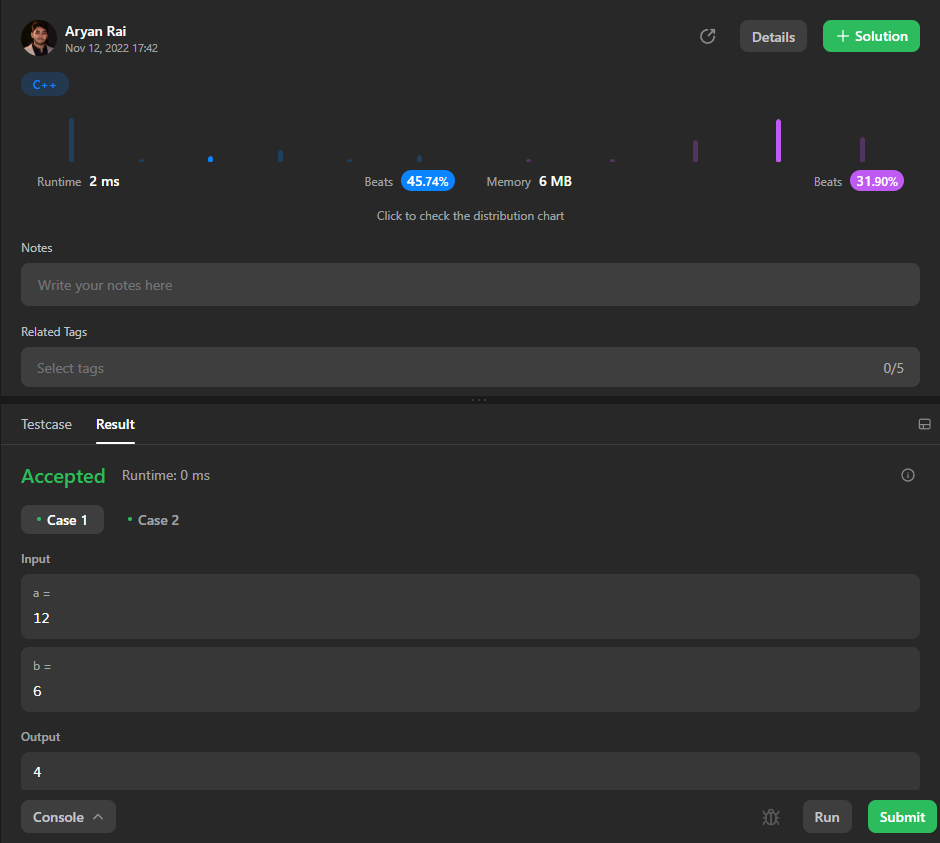 Aryan Rai
Nov 12, 2022 17:42
Details
+ Solution
C++
Runtime 2 ms
Beats 45.74%
Memory 6 MB
Beats 31.90%
Click to check the distribution chart
Notes
Write your notes here
Related Tags
Select tags 0/5
Testcase Result
Accepted Runtime: 0 ms
• Case 1 • Case 2
Input
a =
12
b =
6
Output
4
Console Run Submit